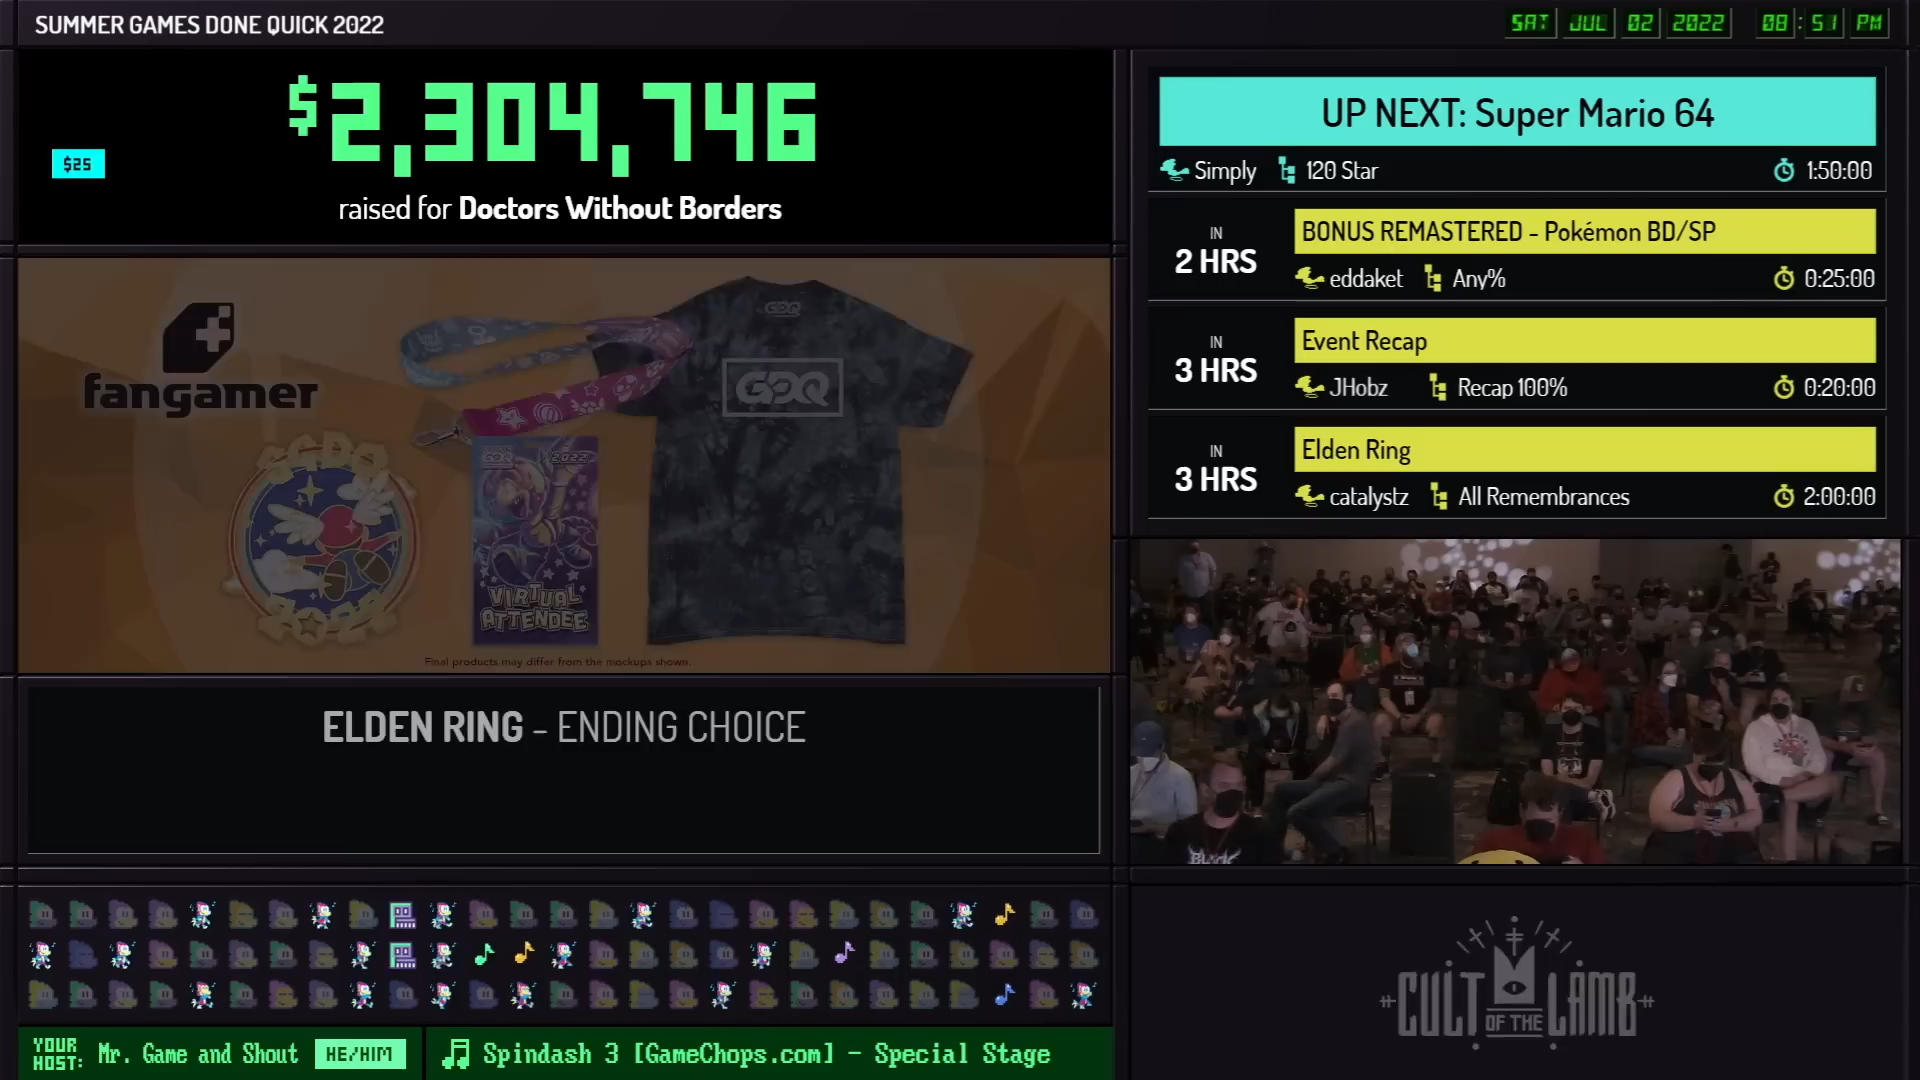 SUMMER GAMES DONE QUICK 2022
SAT JUL 02 2022 08:51 PM
$2,304,746
$25
raised for Doctors Without Borders
UP NEXT: Super Mario 64
Simply 120 Star 1:50:00
IN 2 HRS
BONUS REMASTERED - Pokémon BD/SP
eddaket Any% 0:25:00
IN 3 HRS
Event Recap
JHobz Recap 100% 0:20:00
IN 3 HRS
Elden Ring
catalystz All Remembrances 2:00:00
fangamer
GDQ
GDQ
SGDQ
2022
GDQ 2022
VIRTUAL
ATTENDEE
Final products may differ from the mockups shown.
ELDEN RING - ENDING CHOICE
CULT OF THE LAMB
YOUR HOST: Mr. Game and Shout HE/HIM
Spindash 3 [GameChops.com] - Special Stage